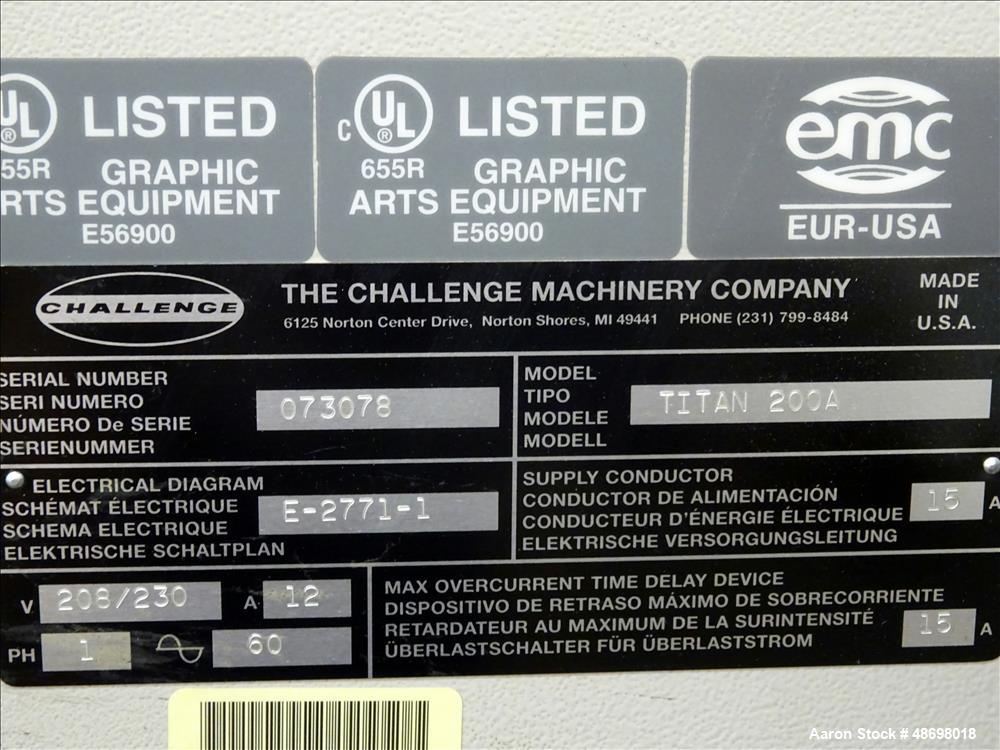 UL LISTED
55R GRAPHIC
RTS EQUIPMENT
E56900
C UL® LISTED
655R GRAPHIC
ARTS EQUIPMENT
E56900
emc
EUR-USA
CHALLENGE
THE CHALLENGE MACHINERY COMPANY
6125 Norton Center Drive, Norton Shores, MI 49441 PHONE (231) 799-8484
MADE
IN
U.S.A.
SERIAL NUMBER
SERI NUMERO
NÚMERO De SERIE
SERIENUMMER
073078
MODEL
TIPO
MODELE
MODELL
TITAN 200A
ELECTRICAL DIAGRAM
SCHÉMAT ÉLECTRIQUE
SCHEMA ELECTRIQUE
ELEKTRISCHE SCHALTPLAN
E-2771-1
SUPPLY CONDUCTOR
CONDUCTOR DE ALIMENTACIÓN
CONDUCTEUR D'ÉNERGIE ÉLECTRIQUE
ELEKTRISCHE VERSORGUNGSLEITUNG
15 A
V 208/230 A 12
PH 1 60
MAX OVERCURRENT TIME DELAY DEVICE
DISPOSITIVO DE RETRASO MÁXIMO DE SOBRECORRIENTE
RETARDATEUR AU MAXIMUM DE LA SURINTENSITÉ
ÜBERLASTSCHALTER FÜR ÜBERLASTSTROM
15 A
Aaron Stock # 48698018